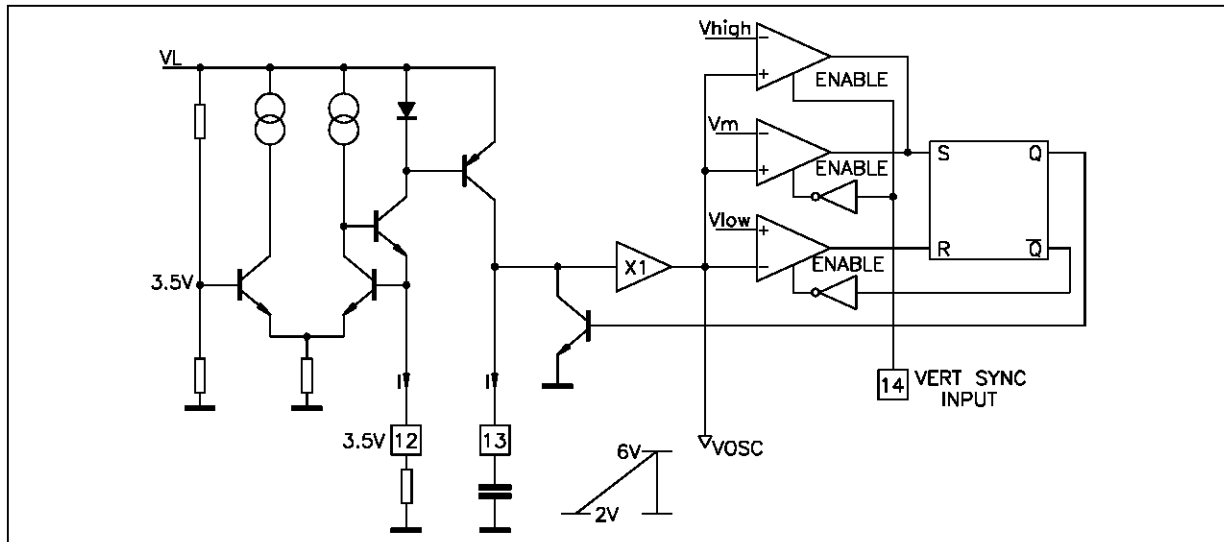 Vhigh
VL
ENABLE
Vm
S
Q
ENABLE
Vlow
R
Q̅
ENABLE
3.5V
X1
I
I
14
VERT SYNC
INPUT
3.5V
12
13
6V
VOSC
2V